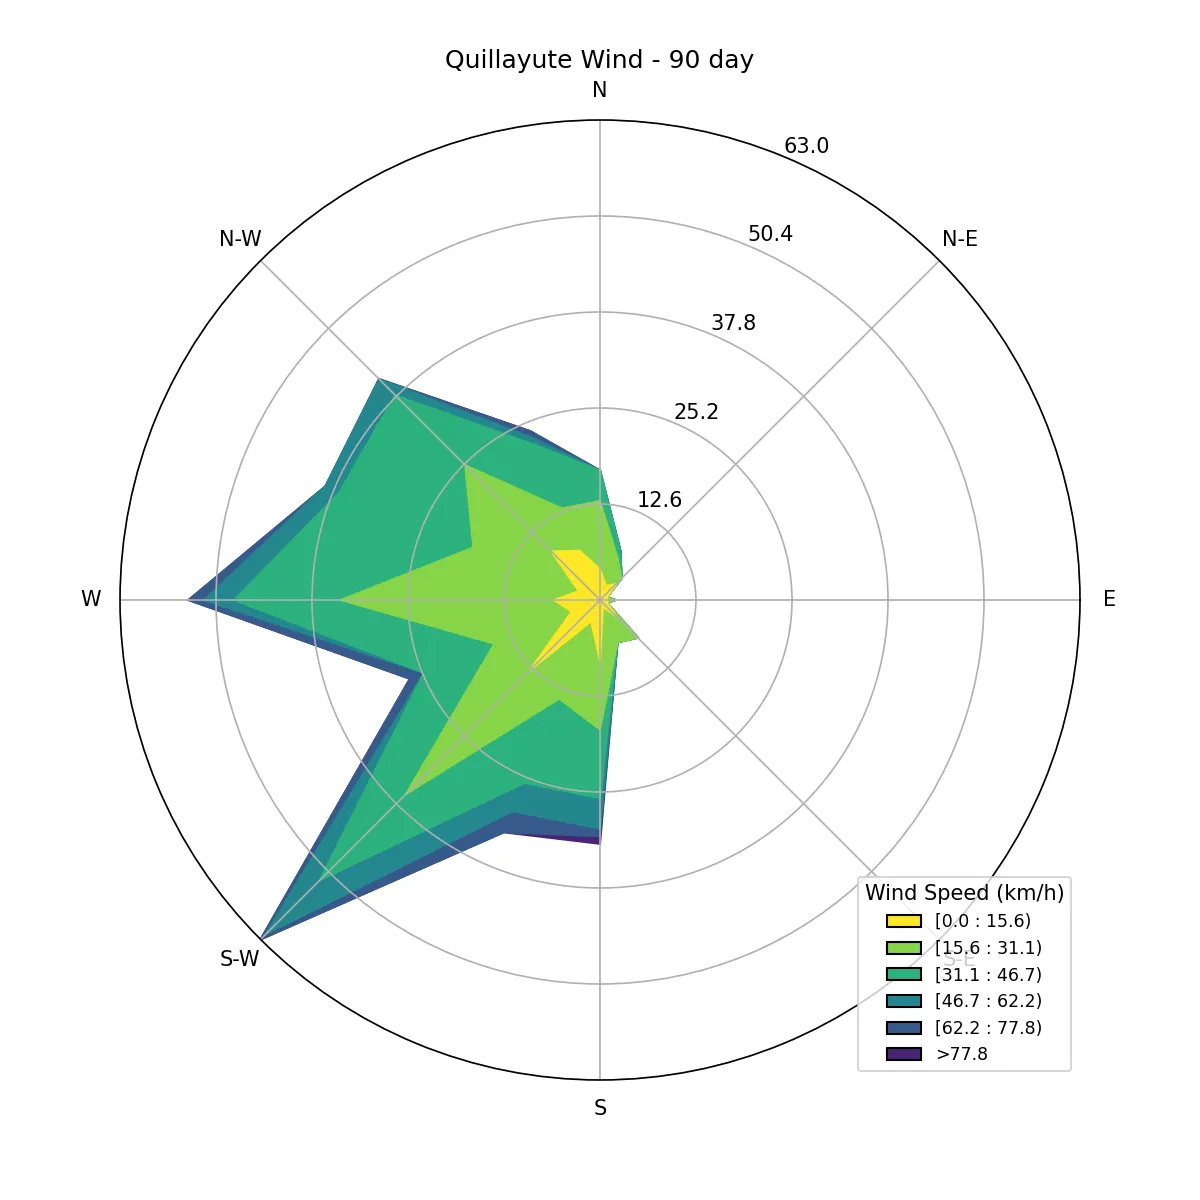 Quillayute Wind - 90 day
N
63.0
N-W
50.4
N-E
37.8
25.2
12.6
W
E
S-W
S-E
S
Wind Speed (km/h)
[0.0 : 15.6)
[15.6 : 31.1)
[31.1 : 46.7)
[46.7 : 62.2)
[62.2 : 77.8)
>77.8